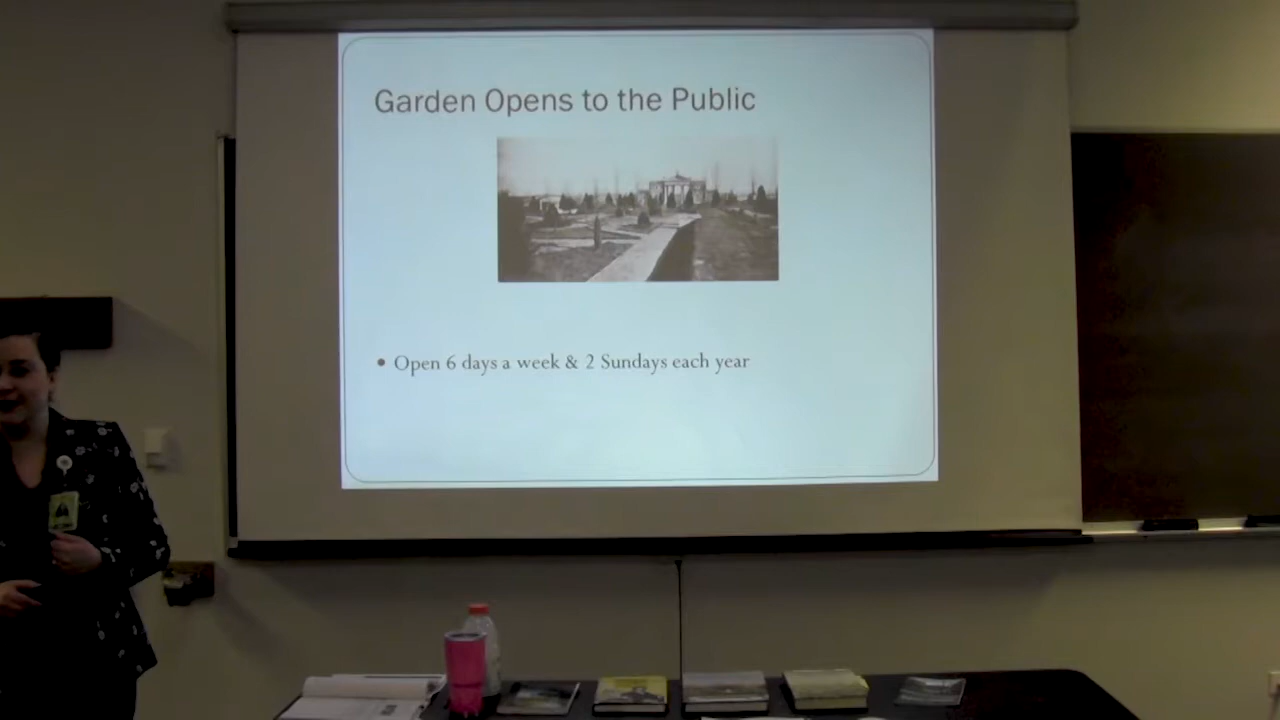 Garden Opens to the Public
• Open 6 days a week & 2 Sundays each year